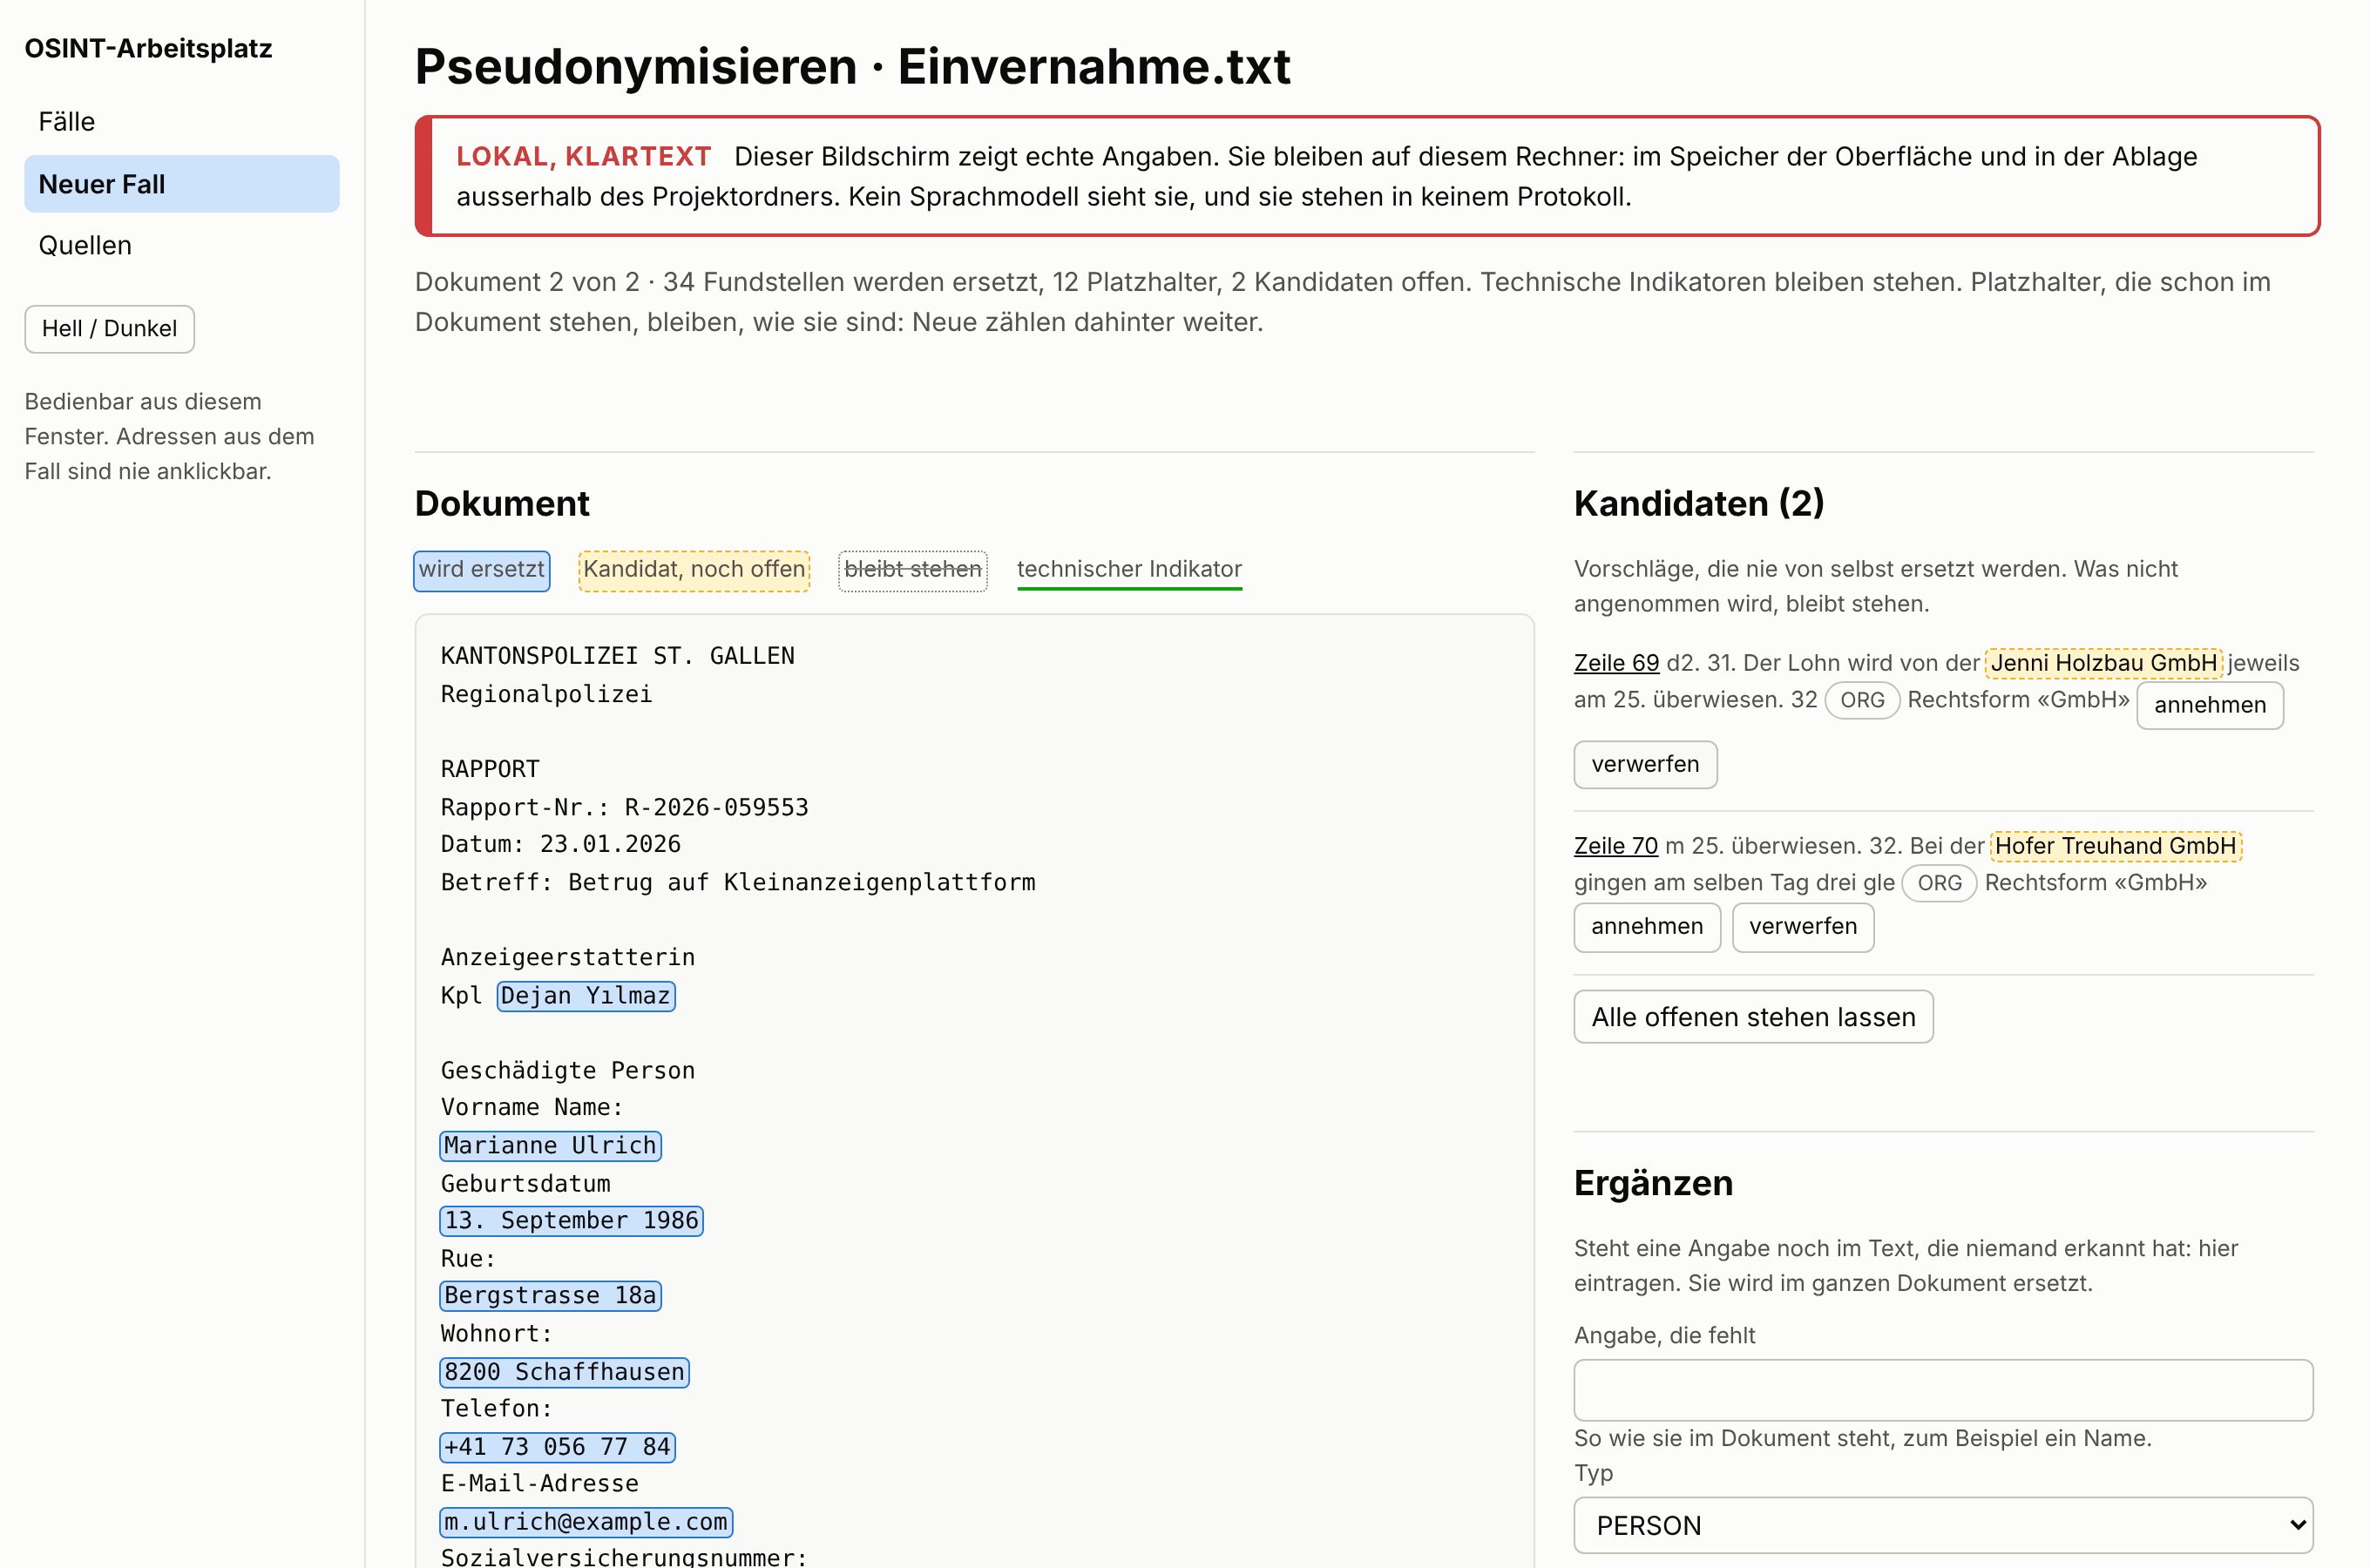 OSINT-Arbeitsplatz
Fälle
Neuer Fall
Quellen
Hell / Dunkel
Bedienbar aus diesem
Fenster. Adressen aus dem
Fall sind nie anklickbar.
Pseudonymisieren · Einvernahme.txt
LOKAL, KLARTEXT Dieser Bildschirm zeigt echte Angaben. Sie bleiben auf diesem Rechner: im Speicher der Oberfläche und in der Ablage
ausserhalb des Projektordners. Kein Sprachmodell sieht sie, und sie stehen in keinem Protokoll.
Dokument 2 von 2 · 34 Fundstellen werden ersetzt, 12 Platzhalter, 2 Kandidaten offen. Technische Indikatoren bleiben stehen. Platzhalter, die schon im
Dokument stehen, bleiben, wie sie sind: Neue zählen dahinter weiter.
Dokument
wird ersetzt Kandidat, noch offen bleibt stehen technischer Indikator
KANTONSPOLIZEI ST. GALLEN
Regionalpolizei
RAPPORT
Rapport-Nr.: R-2026-059553
Datum: 23.01.2026
Betreff: Betrug auf Kleinanzeigenplattform
Anzeigeerstatterin
Kpl Dejan Yılmaz
Geschädigte Person
Vorname Name:
Marianne Ulrich
Geburtsdatum
13. September 1986
Rue:
Bergstrasse 18a
Wohnort:
8200 Schaffhausen
Telefon:
+41 73 056 77 84
E-Mail-Adresse
m.ulrich@example.com
Sozialversicherungsnummer:
Kandidaten (2)
Vorschläge, die nie von selbst ersetzt werden. Was nicht
angenommen wird, bleibt stehen.
Zeile 69 d2. 31. Der Lohn wird von der Jenni Holzbau GmbH jeweils
am 25. überwiesen. 32 ORG Rechtsform «GmbH» annehmen
verwerfen
Zeile 70 m 25. überwiesen. 32. Bei der Hofer Treuhand GmbH
gingen am selben Tag drei gle ORG Rechtsform «GmbH»
annehmen verwerfen
Alle offenen stehen lassen
Ergänzen
Steht eine Angabe noch im Text, die niemand erkannt hat: hier
eintragen. Sie wird im ganzen Dokument ersetzt.
Angabe, die fehlt
So wie sie im Dokument steht, zum Beispiel ein Name.
Typ
PERSON